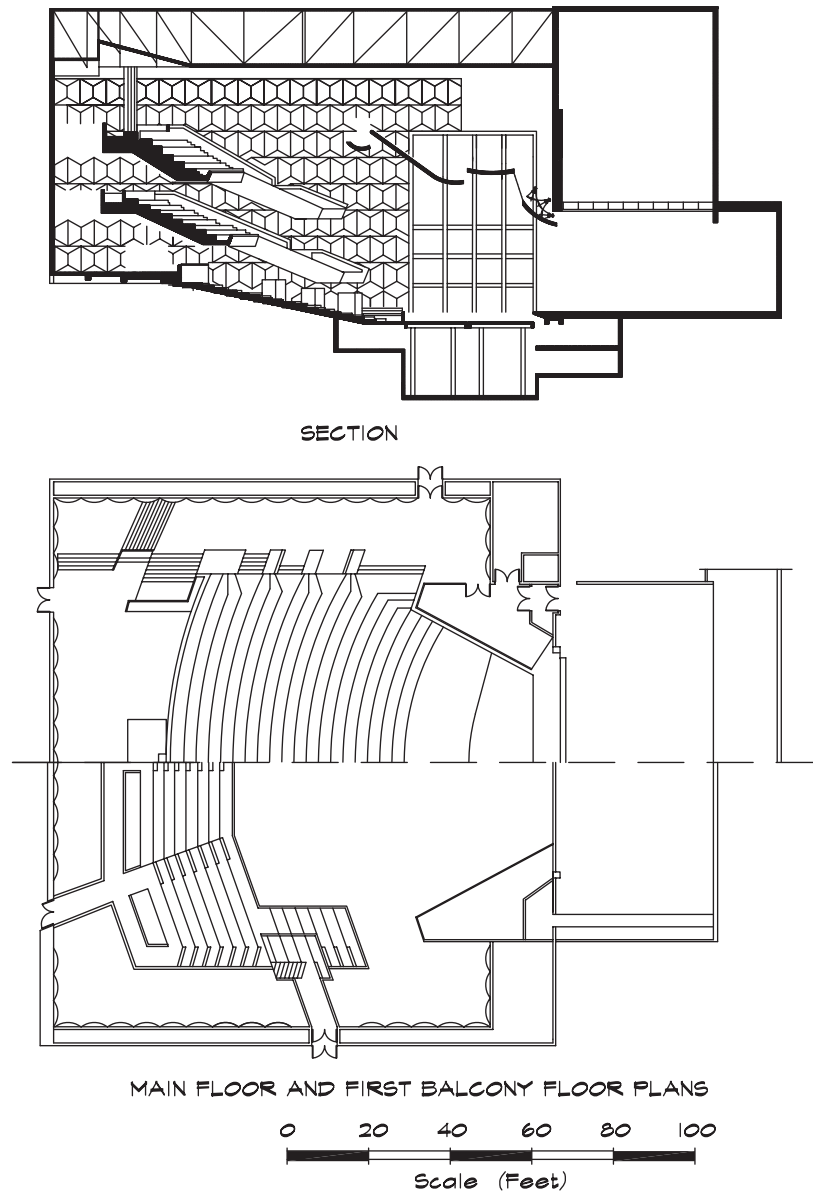 SECTION
MAIN FLOOR AND FIRST BALCONY FLOOR PLANS
0 20 40 60 80 100
Scale (Feet)